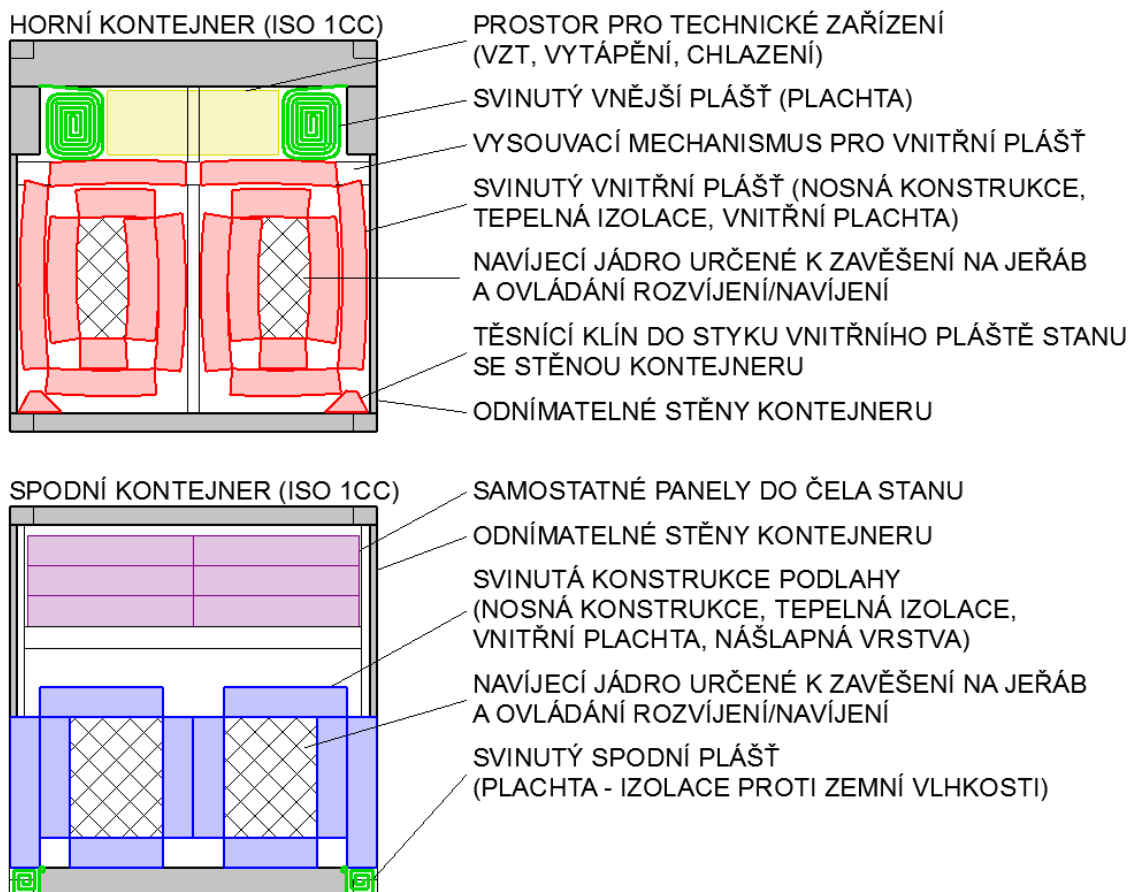 HORNÍ KONTEJNER (ISO 1CC)
PROSTOR PRO TECHNICKÉ ZAŘÍZENÍ
(VZT, VYTÁPĚNÍ, CHLAZENÍ)
SVINUTÝ VNĚJŠÍ PLÁŠŤ (PLACHTA)
VYSOUVACÍ MECHANISMUS PRO VNITŘNÍ PLÁŠŤ
SVINUTÝ VNITŘNÍ PLÁŠŤ (NOSNÁ KONSTRUKCE,
TEPELNÁ IZOLACE, VNITŘNÍ PLACHTA)
NAVÍJECÍ JÁDRO URČENÉ K ZAVĚŠENÍ NA JEŘÁB
A OVLÁDÁNÍ ROZVÍJENÍ/NAVÍJENÍ
TĚSNÍCÍ KLÍN DO STYKU VNITŘNÍHO PLÁŠTĚ STANU
SE STĚNOU KONTEJNERU
ODNÍMATELNÉ STĚNY KONTEJNERU
SPODNÍ KONTEJNER (ISO 1CC)
SAMOSTATNÉ PANELY DO ČELA STANU
ODNÍMATELNÉ STĚNY KONTEJNERU
SVINUTÁ KONSTRUKCE PODLAHY
(NOSNÁ KONSTRUKCE, TEPELNÁ IZOLACE,
VNITŘNÍ PLACHTA, NÁŠLAPNÁ VRSTVA)
NAVÍJECÍ JÁDRO URČENÉ K ZAVĚŠENÍ NA JEŘÁB
A OVLÁDÁNÍ ROZVÍJENÍ/NAVÍJENÍ
SVINUTÝ SPODNÍ PLÁŠŤ
(PLACHTA - IZOLACE PROTI ZEMNÍ VLHKOSTI)